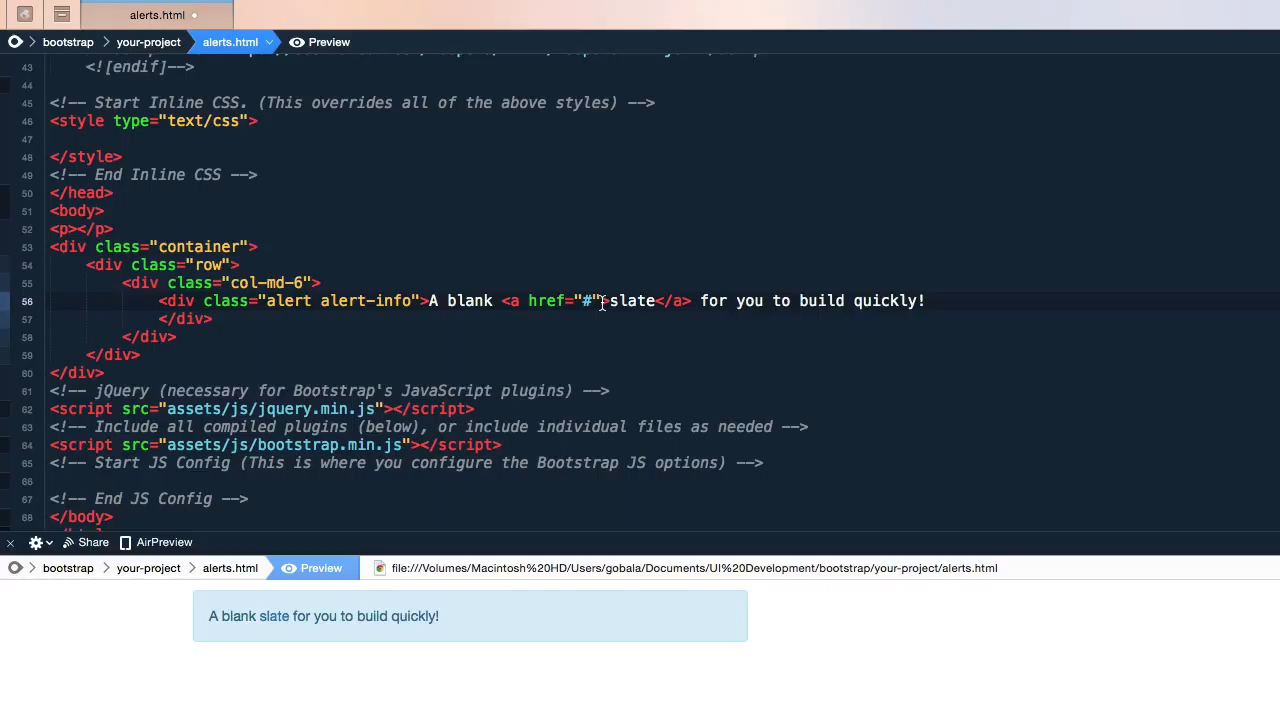 alerts.html
bootstrap your-project alerts.html Preview
43 <![endif]-->
44
45 <!-- Start Inline CSS. (This overrides all of the above styles) -->
46 <style type="text/css">
47
48 </style>
49 <!-- End Inline CSS -->
50 </head>
51 <body>
52 <p></p>
53 <div class="container">
54 <div class="row">
55 <div class="col-md-6">
56 <div class="alert alert-info">A blank <a href="#">slate</a> for you to build quickly!
57 </div>
58 </div>
59 </div>
60 </div>
61 <!-- jQuery (necessary for Bootstrap's JavaScript plugins) -->
62 <script src="assets/js/jquery.min.js"></script>
63 <!-- Include all compiled plugins (below), or include individual files as needed -->
64 <script src="assets/js/bootstrap.min.js"></script>
65 <!-- Start JS Config (This is where you configure the Bootstrap JS options) -->
66
67 <!-- End JS Config -->
68 </body>
Share AirPreview
bootstrap your-project alerts.html Preview file:///Volumes/Macintosh%20HD/Users/gobala/Documents/UI%20Development/bootstrap/your-project/alerts.html
A blank slate for you to build quickly!